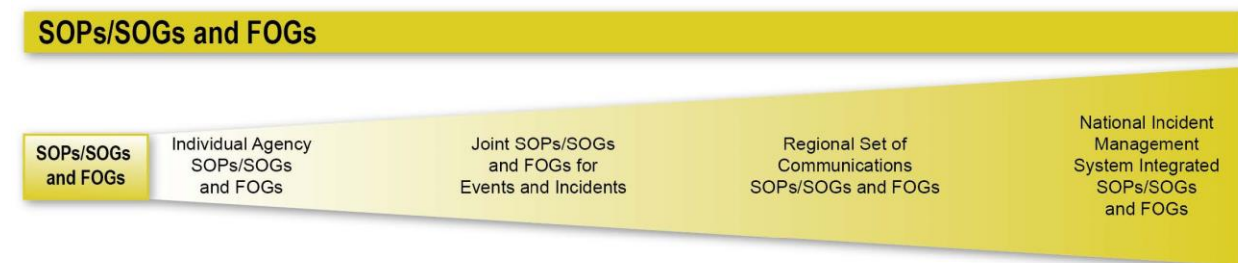 SOPs/SOGs and FOGs
SOPs/SOGs
and FOGs
Individual Agency
SOPs/SOGs
and FOGs
Joint SOPs/SOGs
and FOGs for
Events and Incidents
Regional Set of
Communications
SOPs/SOGs and FOGs
National Incident
Management
System Integrated
SOPs/SOGs
and FOGs